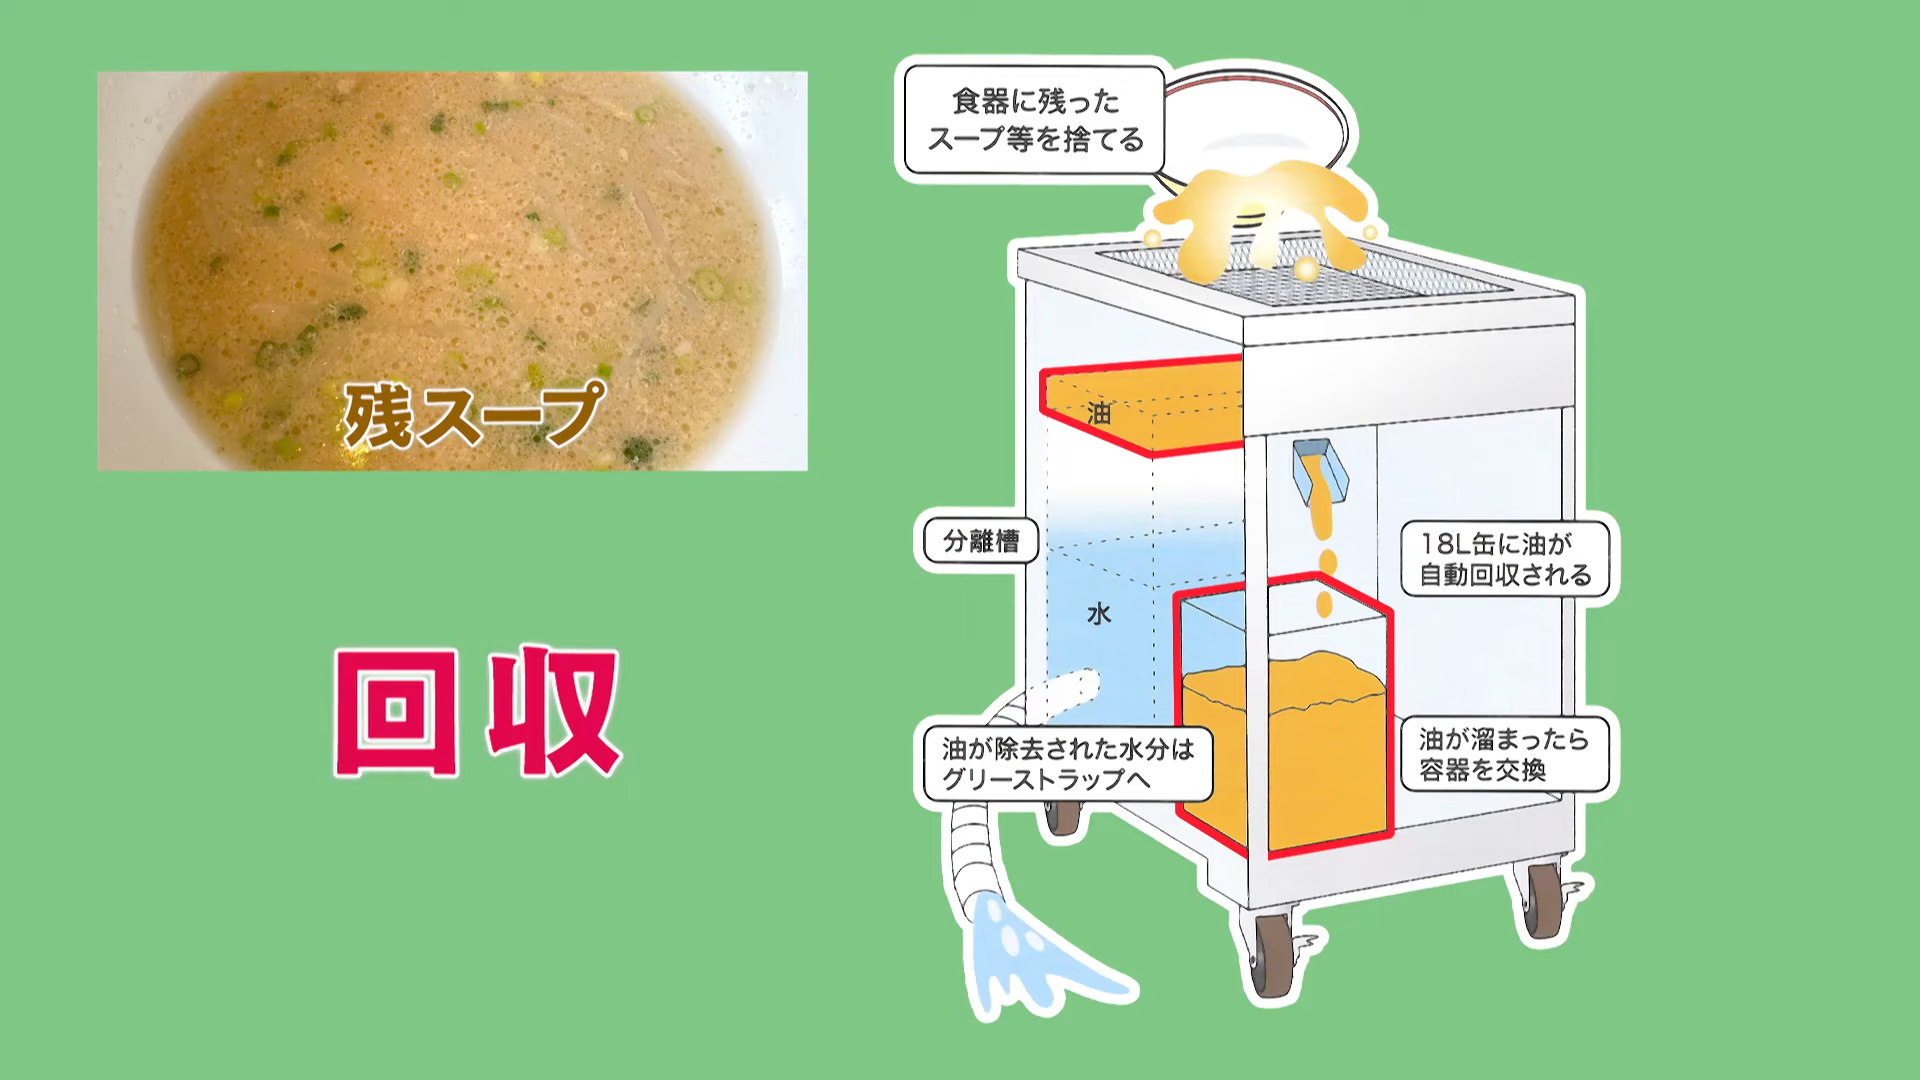 残スープ
回収
食器に残った
スープ等を捨てる
油
分離槽
水
18L缶に油が
自動回収される
油が除去された水分は
グリーストラップへ
油が溜まったら
容器を交換